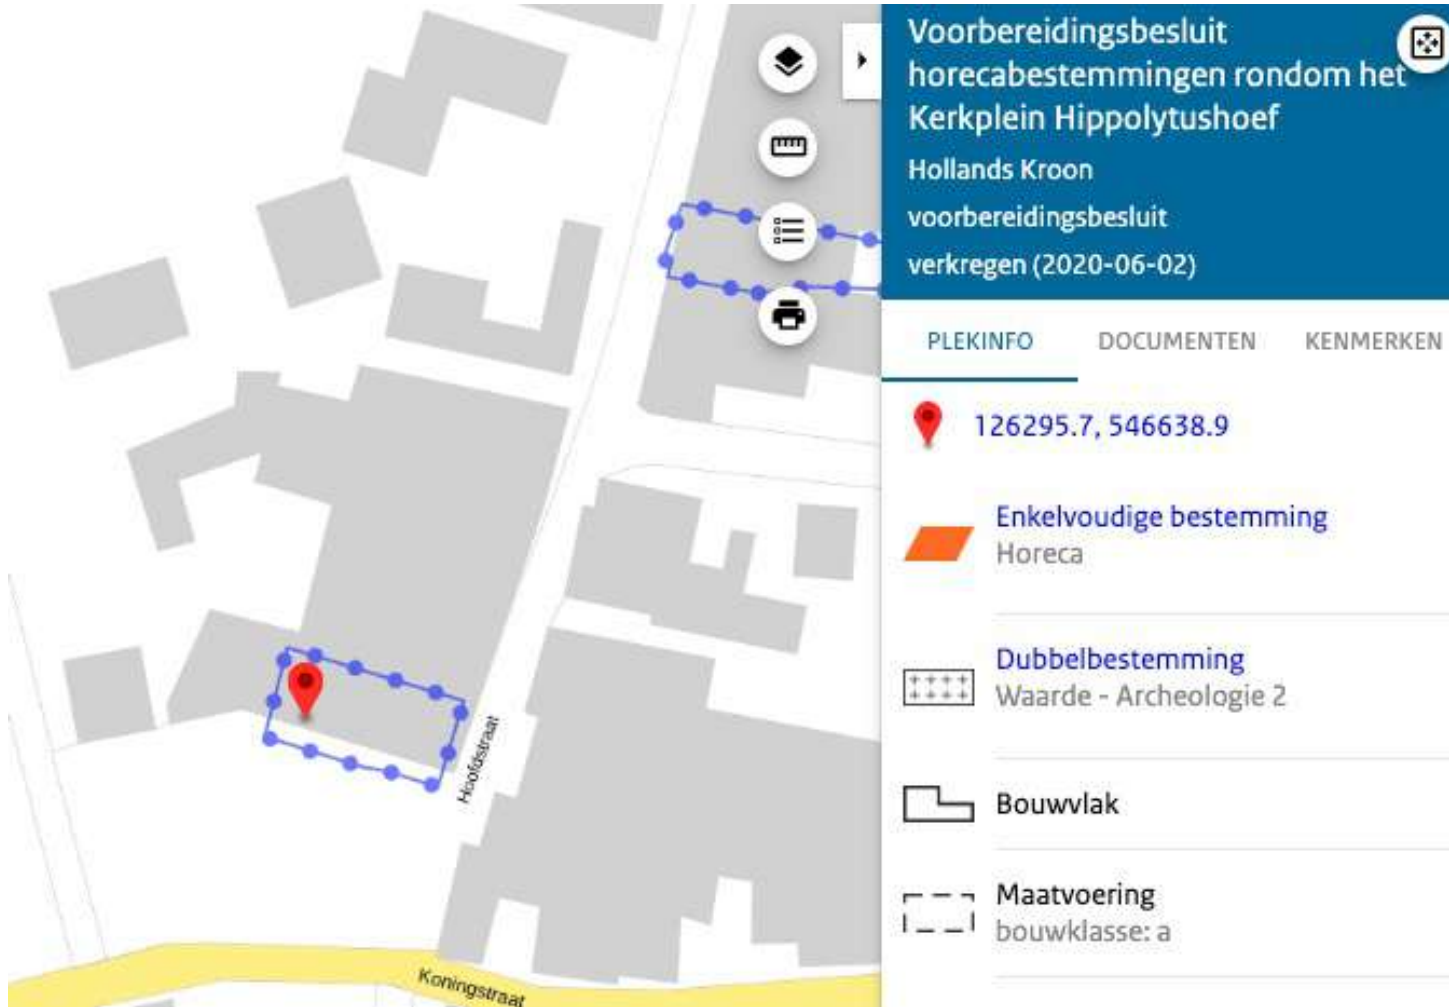 Voorbereidingsbesluit
horecabestemmingen rondom het
Kerkplein Hippolytushoef
Hollands Kroon
voorbereidingsbesluit
verkregen (2020-06-02)
PLEKINFO DOCUMENTEN KENMERKEN
126295.7, 546638.9
Enkelvoudige bestemming
Horeca
Dubbelbestemming
Waarde - Archeologie 2
Bouwvlak
Maatvoering
bouwklasse: a
Hoofdstraat
Koningstraat